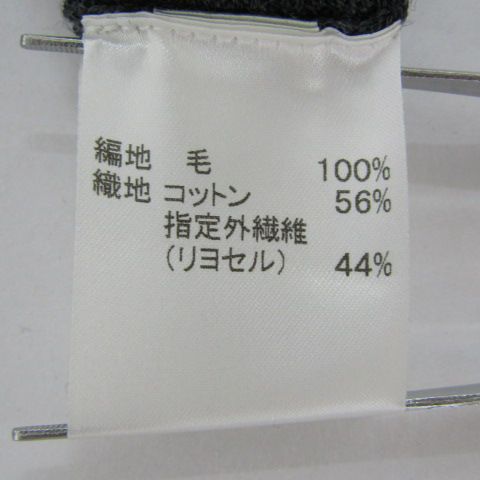 編地 毛 100%
織地 コットン 56%
指定外繊維
(リヨセル) 44%